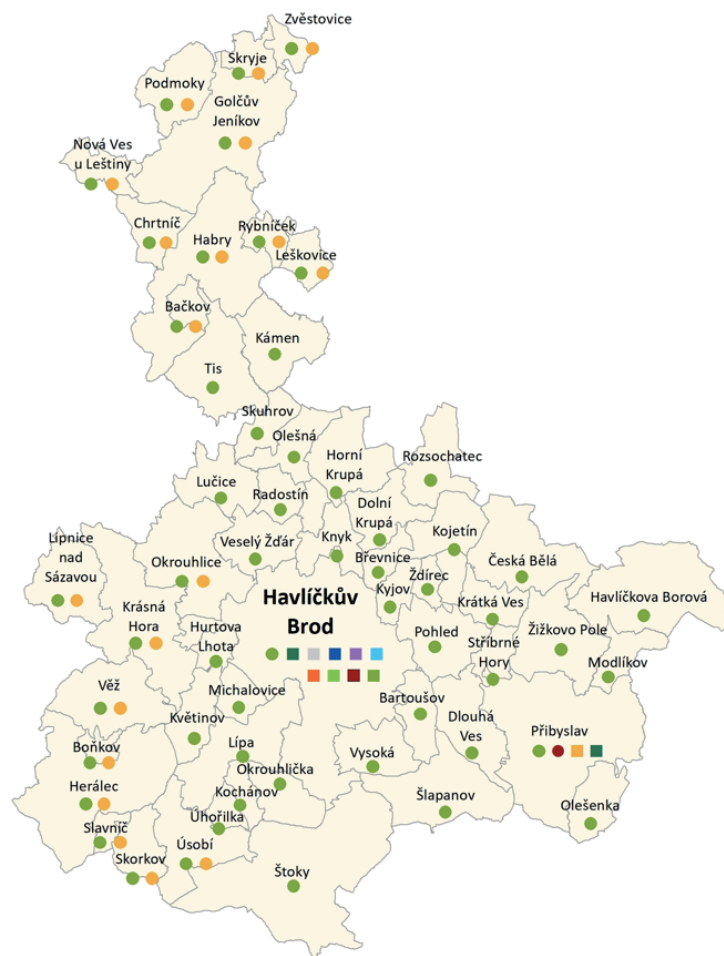 Zvěstovice
Skryje
Podmoky
Golčův
Jeníkov
Nová Ves
u Leštiny
Chrtníč
Habry
Rybníček
Leškovice
Bačkov
Kámen
Tis
Skuhrov
Olešná
Horní
Krupá
Rozsochatec
Lučice
Radostín
Dolní
Krupá
Kojetín
Lipnice
nad
Sázavou
Okrouhlice
Veselý Žďár
Knyk
Břevnice
Česká Bělá
Ždírec
Kyjov
Havlíčkova Borová
Havlíčkův
Brod
Krásná
Hora
Hurtova
Lhota
Krátká Ves
Pohled
Stříbrné
Hory
Žižkovo Pole
Modlíkov
Věž
Michalovice
Květinov
Bartoušov
Dlouhá
Ves
Přibyslav
Boňkov
Lípa
Vysoká
Okrouhlička
Herálec
Kochánov
Šlapanov
Olešenka
Slavníč
Úhořilka
Skorkov
Úsobí
Štoky